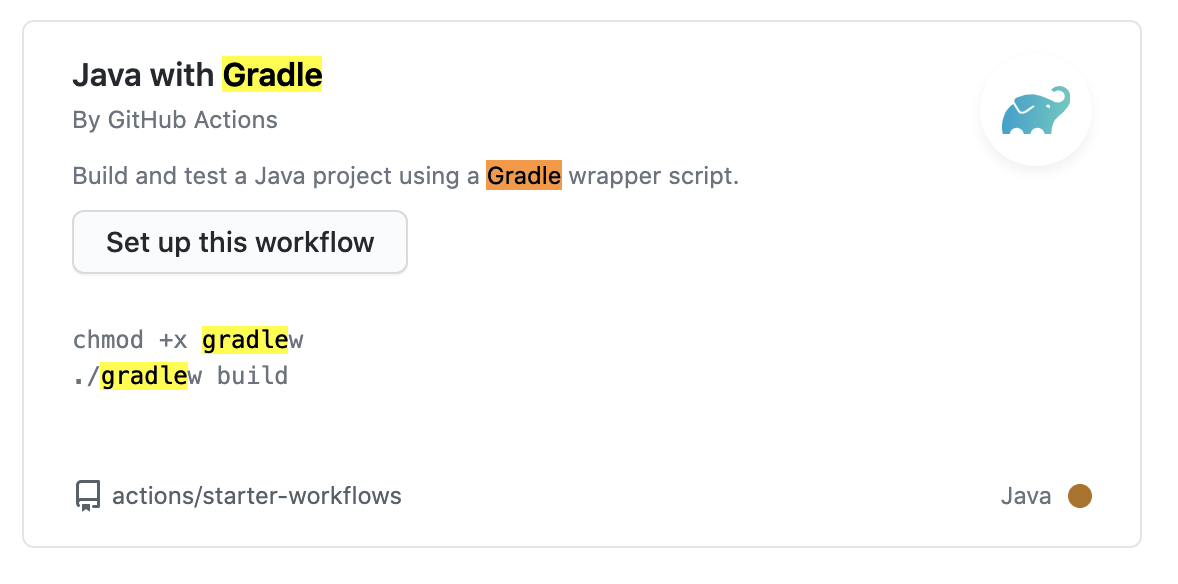 Java with Gradle
By GitHub Actions
Build and test a Java project using a Gradle wrapper script.
Set up this workflow
chmod +x gradlew
./gradlew build
actions/starter-workflows
Java